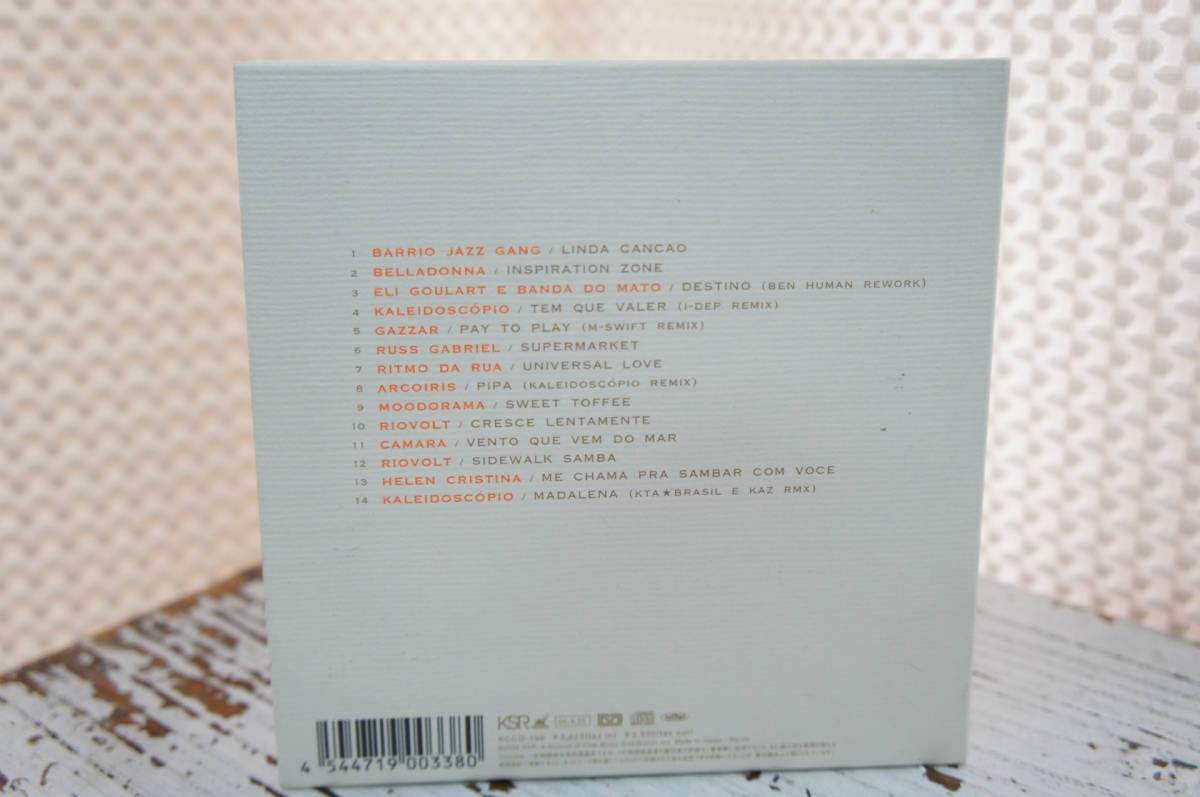 1 BARRIO JAZZ GANG / LINDA CANCAO
2 BELLADONNA / INSPIRATION ZONE
3 ELI GOULART E BANDA DO MATO / DESTINO (BEN HUMAN REWORK)
4 KALEIDOSCÓPIO / TEM QUE VALER (I-DEP REMIX)
5 GAZZAR / PAY TO PLAY (M-SWIFT REMIX)
6 RUSS GABRIEL / SUPERMARKET
7 RITMO DA RUA / UNIVERSAL LOVE
8 ARCOIRIS / PIPA (KALEIDOSCÓPIO REMIX)
9 MOODORAMA / SWEET TOFFEE
10 RIOVOLT / CRESCE LENTAMENTE
11 CAMARA / VENTO QUE VEM DO MAR
12 RIOVOLT / SIDEWALK SAMBA
13 HELEN CRISTINA / ME CHAMA PRA SAMBAR COM VOCÊ
14 KALEIDOSCÓPIO / MADALENA (KTA★BRASIL E KAZ RMX)
KSR
4 544719 003380